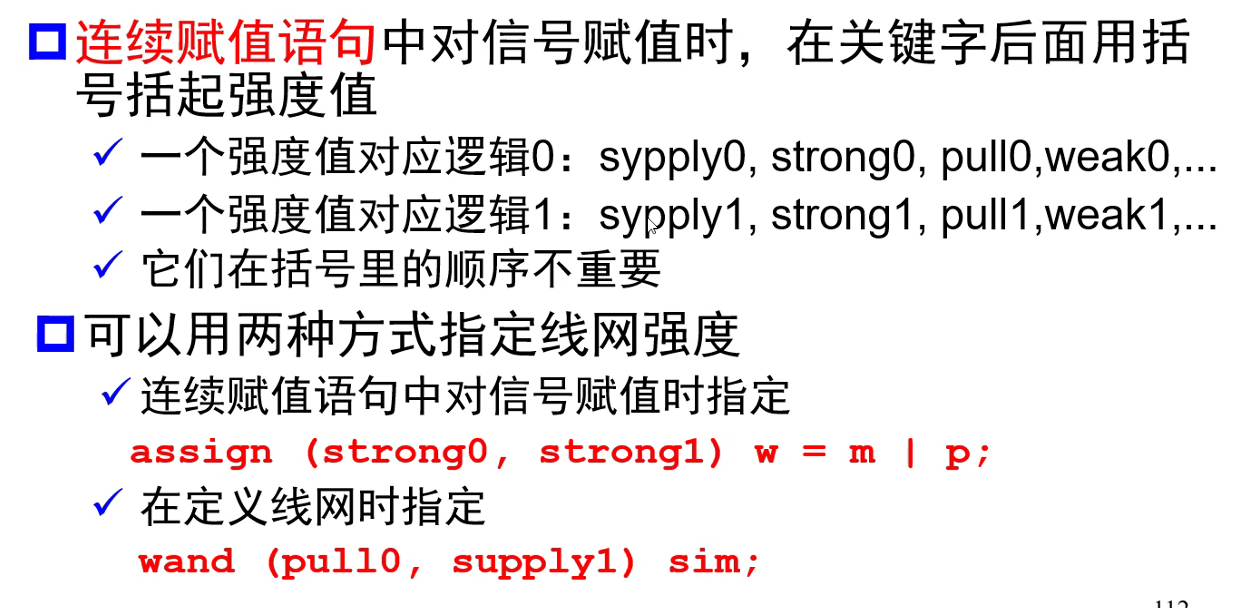 连续赋值语句中对信号赋值时，在关键字后面用括
号括起强度值
一个强度值对应逻辑0：sypply0, strong0, pull0,weak0,...
一个强度值对应逻辑1：sypply1, strong1, pull1,weak1,...
它们在括号里的顺序不重要
可以用两种方式指定线网强度
连续赋值语句中对信号赋值时指定
assign (strong0, strong1) w = m | p;
在定义线网时指定
wand (pull0, supply1) sim;
112